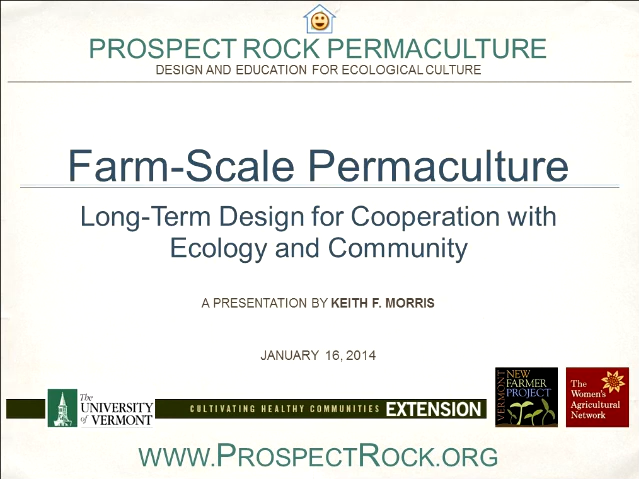 PROSPECT ROCK PERMACULTURE
DESIGN AND EDUCATION FOR ECOLOGICAL CULTURE
Farm-Scale Permaculture
Long-Term Design for Cooperation with
Ecology and Community
A PRESENTATION BY KEITH F. MORRIS
JANUARY 16, 2014
The
UNIVERSITY
of VERMONT
CULTIVATING HEALTHY COMMUNITIES EXTENSION
VERMONT
NEW
FARMER
PROJECT
The
Women's
Agricultural
Network
WWW.PROSPECTROCK.ORG